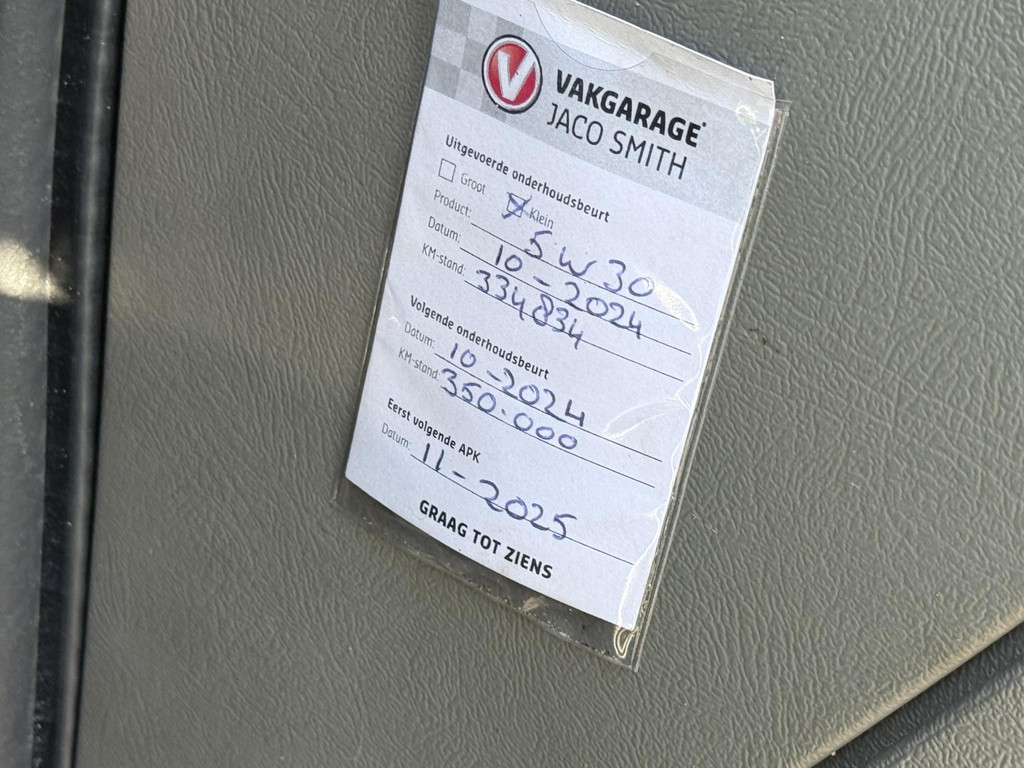 V
VAKGARAGE
JACO SMITH
Uitgevoerde onderhoudsbeurt
Groot Klein
Product: 5W30
Datum: 10-2024
KM-stand: 334834
Volgende onderhoudsbeurt
Datum: 10-2024
KM-stand: 350.000
Eerst volgende APK
Datum: 11-2025
GRAAG TOT ZIENS